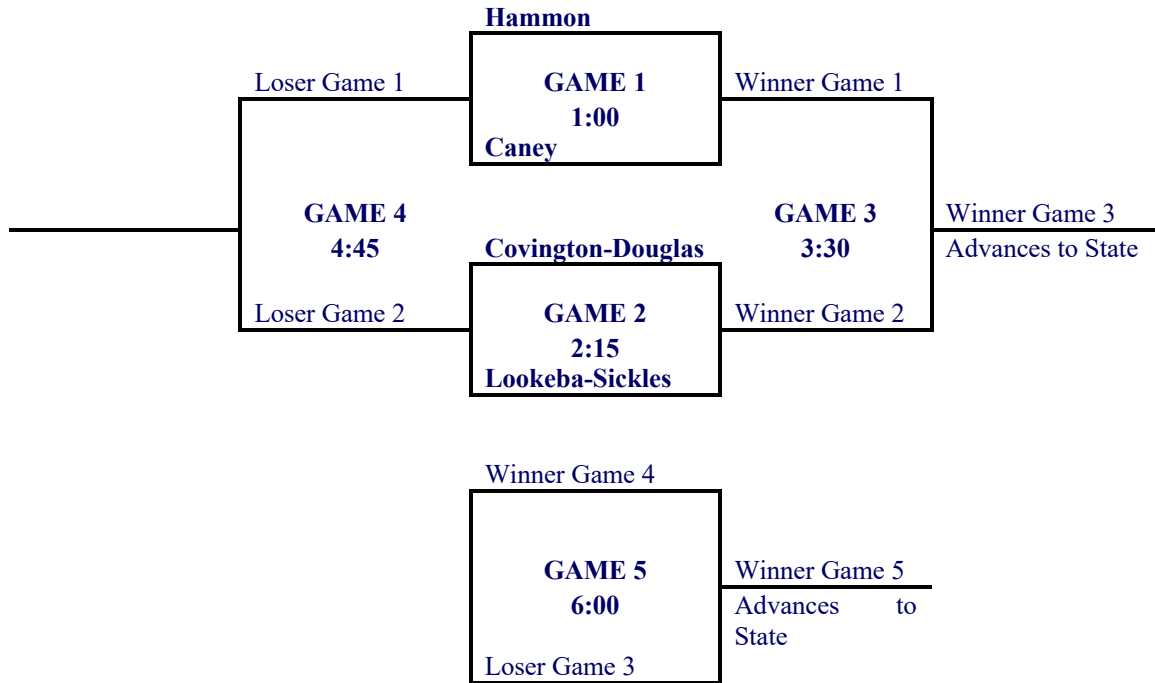 Hammon
Loser Game 1
GAME 1
1:00
Winner Game 1
Caney
GAME 4
4:45
GAME 3
3:30
Winner Game 3
Advances to State
Covington-Douglas
Loser Game 2
GAME 2
2:15
Winner Game 2
Lookeba-Sickles
Winner Game 4
GAME 5
6:00
Winner Game 5
Advances to
State
Loser Game 3